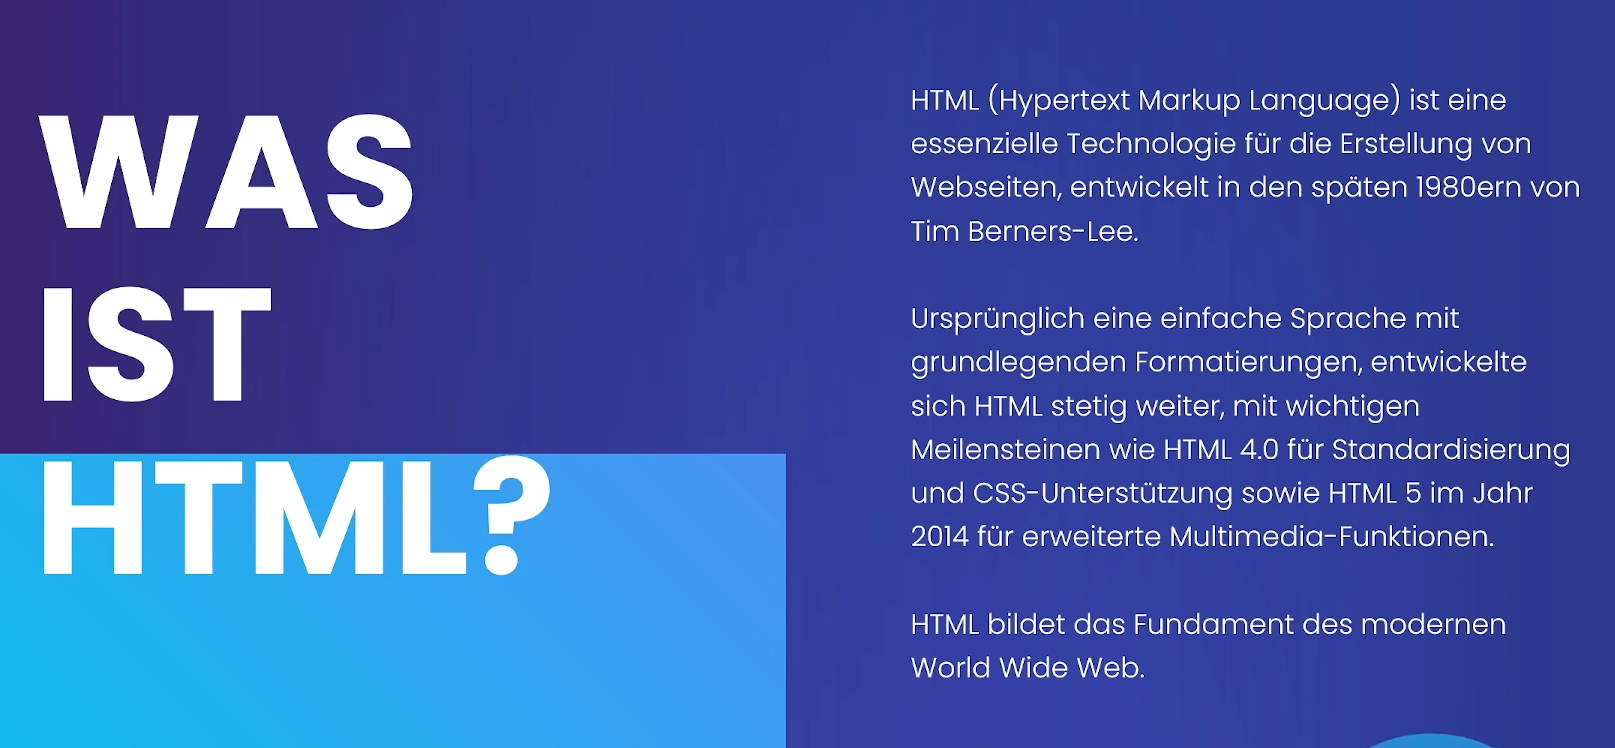 WAS
IST
HTML?
HTML (Hypertext Markup Language) ist eine
essenzielle Technologie für die Erstellung von
Webseiten, entwickelt in den späten 1980ern von
Tim Berners-Lee.
Ursprünglich eine einfache Sprache mit
grundlegenden Formatierungen, entwickelte
sich HTML stetig weiter, mit wichtigen
Meilensteinen wie HTML 4.0 für Standardisierung
und CSS-Unterstützung sowie HTML 5 im Jahr
2014 für erweiterte Multimedia-Funktionen.
HTML bildet das Fundament des modernen
World Wide Web.